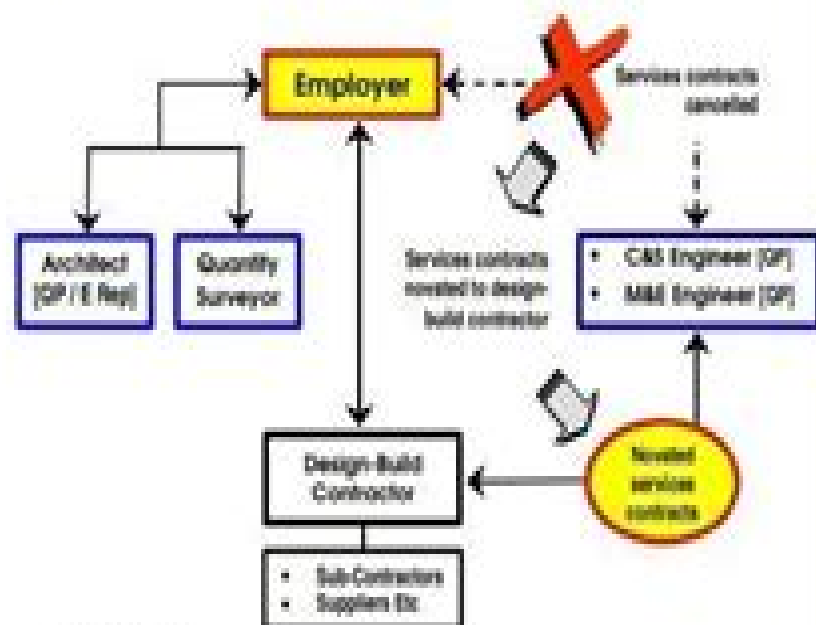 Employer
Services contracts
cancelled
Architect
[QP / E Rep]
Quantity
Surveyor
Services contracts
novated to design-
build contractor
• C&S Engineer [QP]
• M&E Engineer [QP]
Design-Build
Contractor
Novated
services
contracts
• Sub-Contractors
• Suppliers Etc